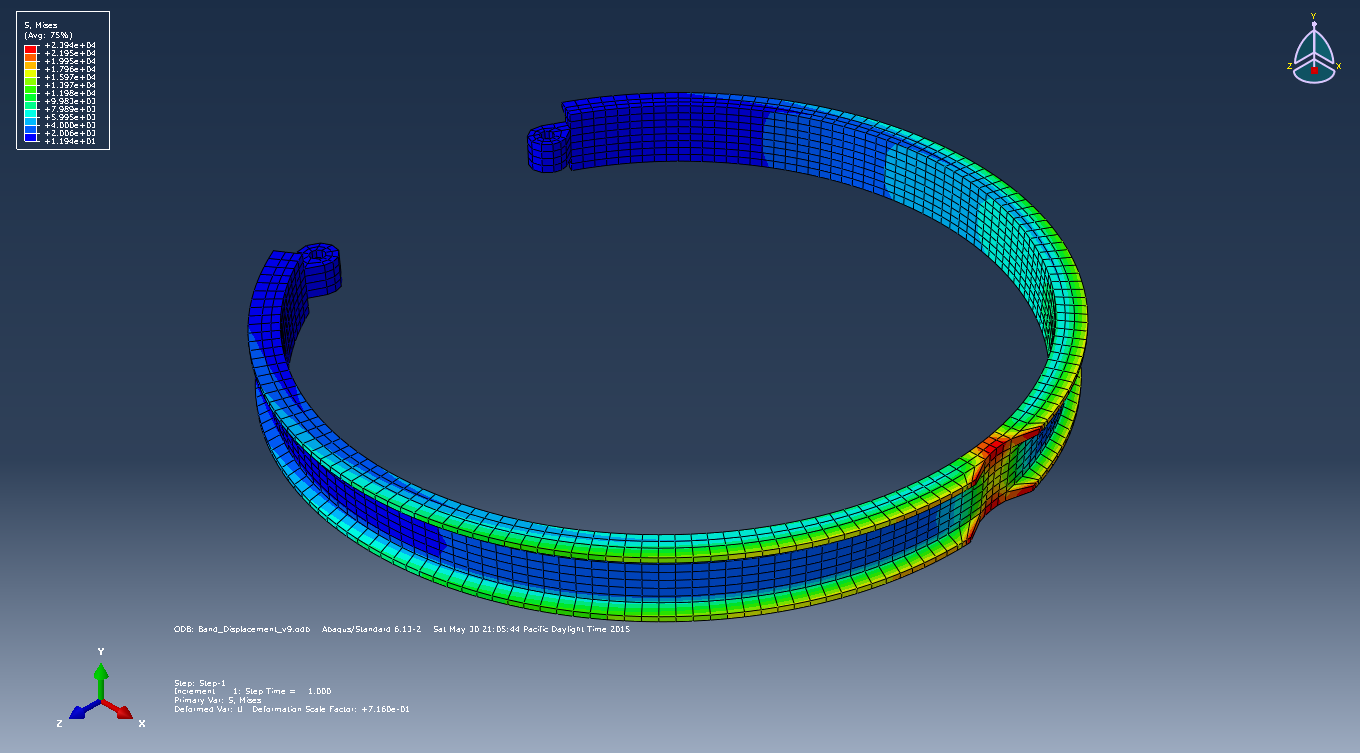 S, Mises
(Avg: 75%)
+2.394e+04
+2.195e+04
+1.995e+04
+1.796e+04
+1.597e+04
+1.397e+04
+1.198e+04
+9.983e+03
+7.989e+03
+5.995e+03
+4.000e+03
+2.006e+03
+1.194e+01
Y
Z X
ODB: Band_Displacement_v9.odb Abaqus/Standard 6.13-2 Sat May 30 21:05:44 Pacific Daylight Time 2015
Y
Z X
Step: Step-1
Increment 1: Step Time = 1.000
Primary Var: S, Mises
Deformed Var: U Deformation Scale Factor: +7.160e-01